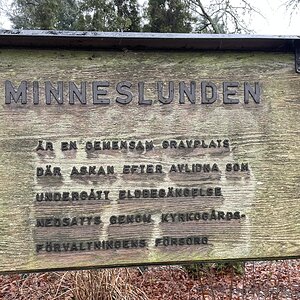 MINNESLUNDEN
ÄR EN GEMENSAM GRAVPLATS
DÄR ASKAN EFTER AVLIDNA SOM
UNDERGÅTT ELDBEGÄNGELSE
NEDSATTS GENOM KYRKOGÅRDS-
FÖRVALTNINGENS FÖRSORG